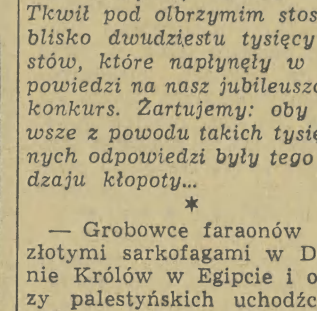 Tkwił pod olbrzymim stos
blisko dwudziestu tysięcy
stów, które napłynęły w
powiedzi na nasz jubileusz
konkurs. Żartujemy: oby
wsze z powodu takich tysię
nych odpowiedzi były tego
dzaju kłopoty...
*
— Grobowce faraonów
złotymi sarkofagami w D
nie Królów w Egipcie i o
zy palestyńskich uchodźc